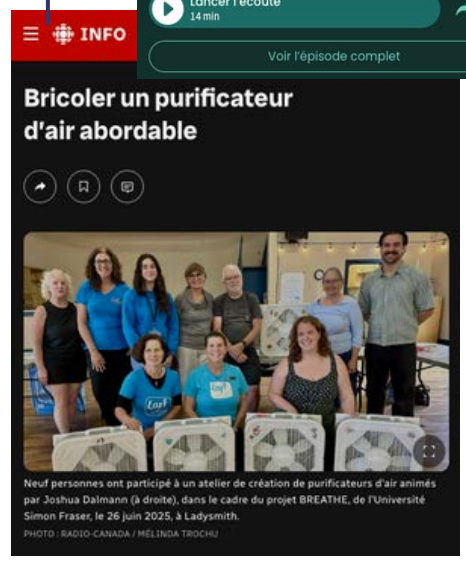 Lancer l'écoute
14 min
Voir l'épisode complet
INFO
Bricoler un purificateur
d'air abordable
Neuf personnes ont participé à un atelier de création de purificateurs d'air animés
par Joshua Dalmann (à droite), dans le cadre du projet BREATHE, de l'Université
Simon Fraser, le 26 juin 2025, à Ladysmith.
PHOTO : RADIO-CANADA / MÉLINDA TROCHU